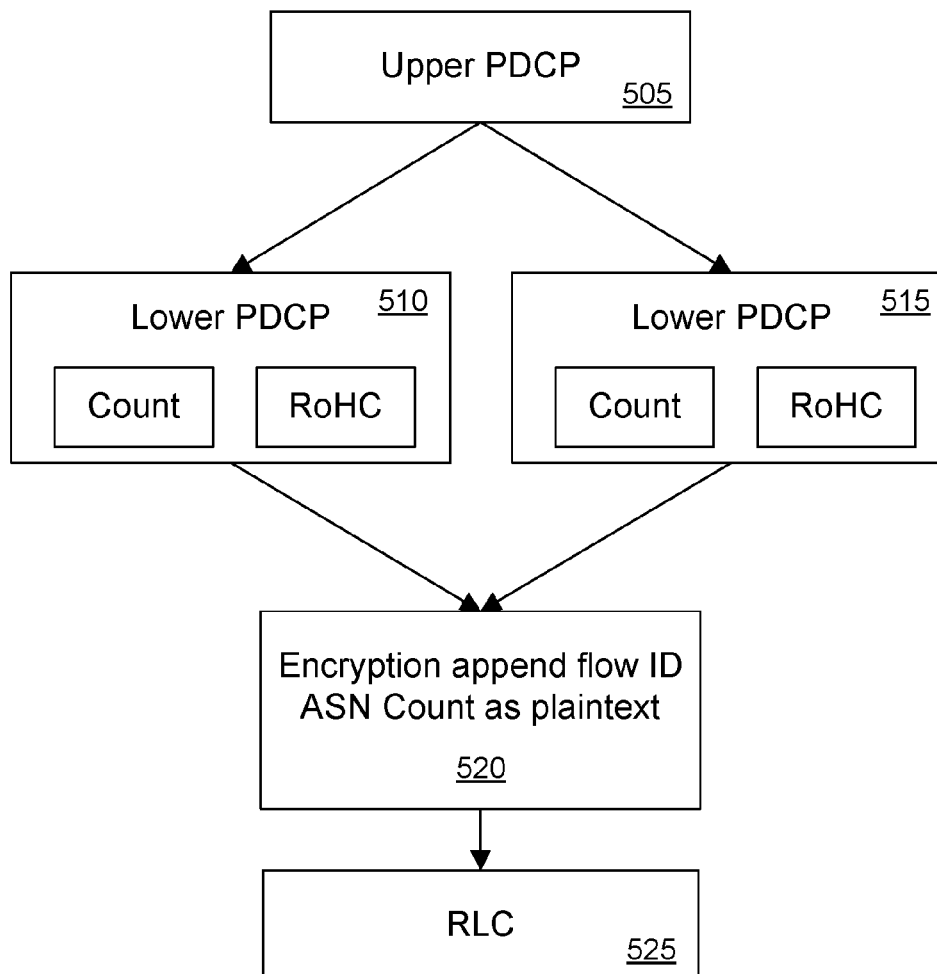 Upper PDCP
505
510
Lower PDCP
Count RoHC
515
Lower PDCP
Count RoHC
Encryption append flow ID
ASN Count as plaintext
520
RLC
525